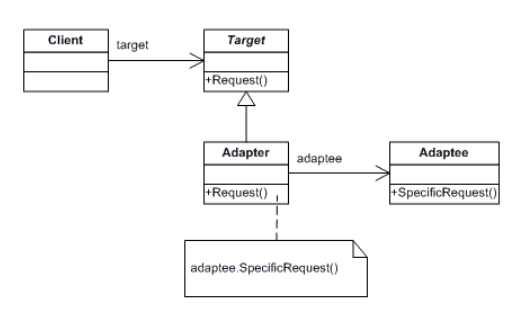 Client
target
Target
+Request()
Adapter
adaptee
Adaptee
+Request()
+SpecificRequest()
adaptee.SpecificRequest()